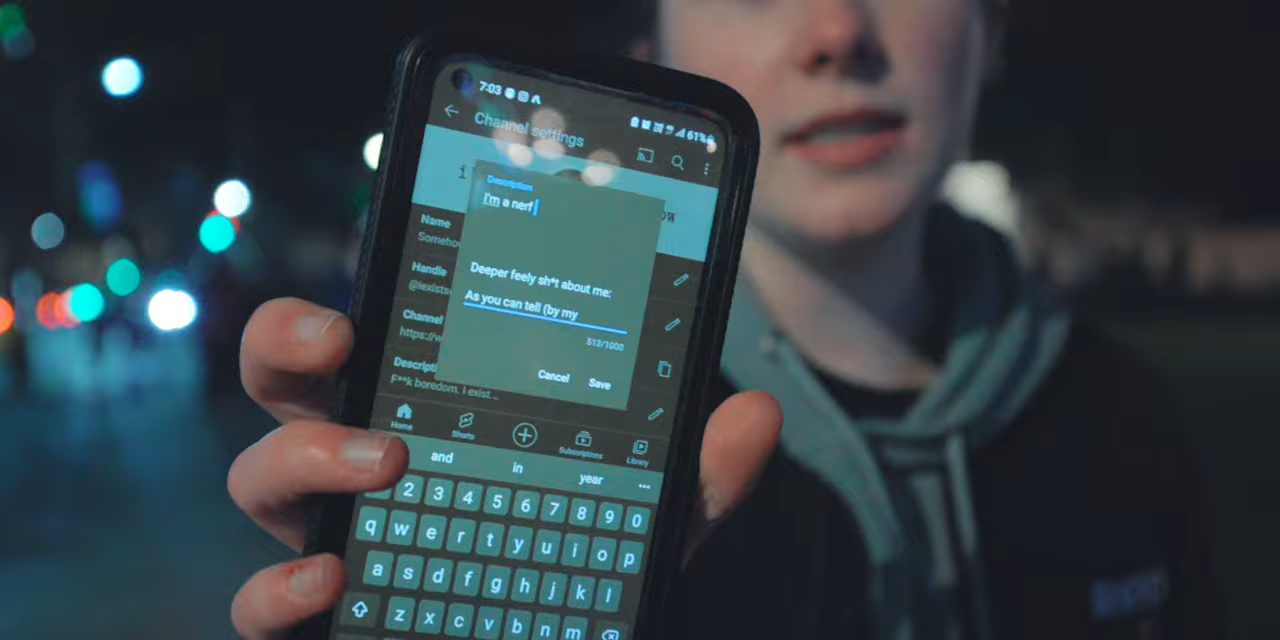 7:03
61%
Channel settings
Description
I'm a nerf
Name
Handle
Channel
Deeper feely sh*t about me:
As you can tell (by my
513/1000
Cancel Save
F**k boredom. I exist...
Home Shorts Subscriptions Library
and in year ...
2 3 4 5 6 7 8 9 0
q w e r t y u i o p
a s d f g h j k l
z x c v b n m